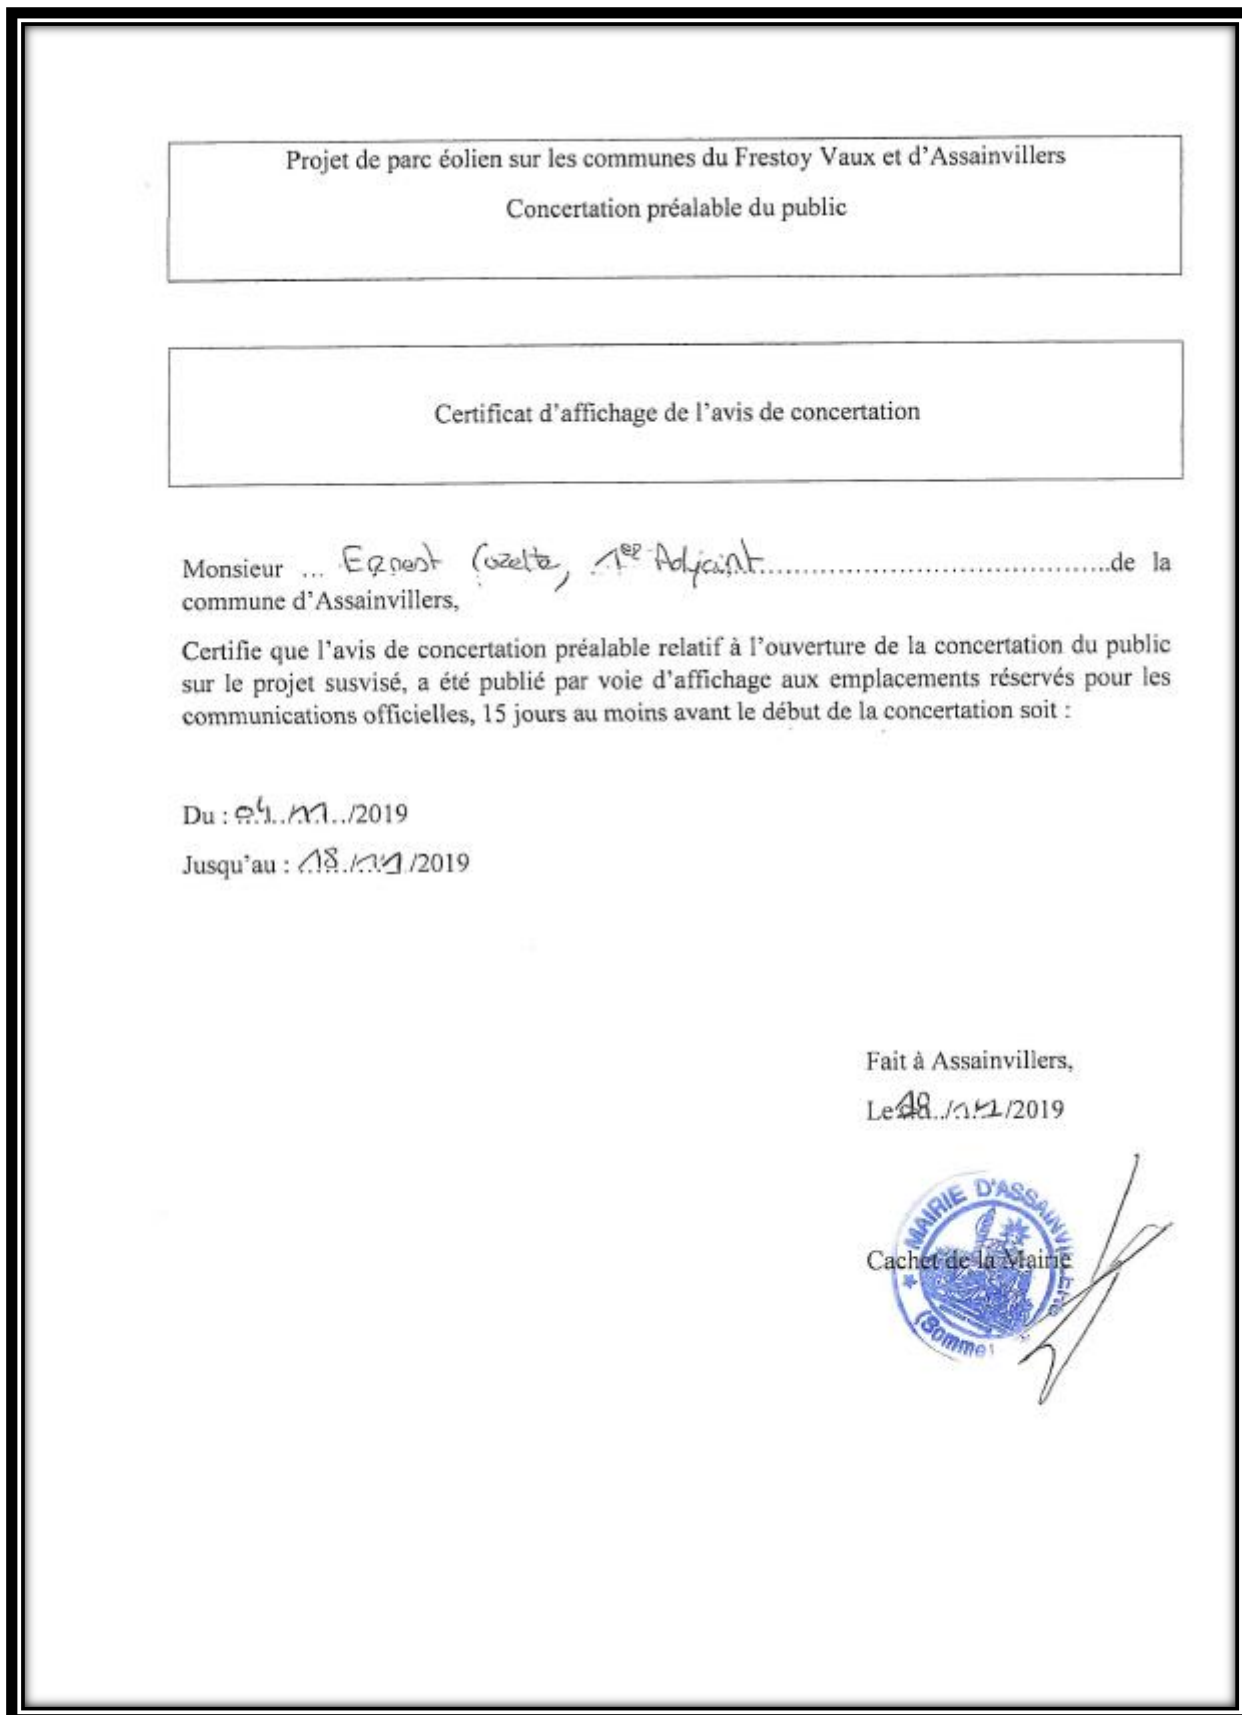 Projet de parc éolien sur les communes du Frestoy Vaux et d'Assainvillers
Concertation préalable du public
Certificat d'affichage de l'avis de concertation
Monsieur ... Ernest Cozette, 1er Adjoint.............................................de la
commune d'Assainvillers,
Certifie que l'avis de concertation préalable relatif à l'ouverture de la concertation du public
sur le projet susvisé, a été publié par voie d'affichage aux emplacements réservés pour les
communications officielles, 15 jours au moins avant le début de la concertation soit :
Du : 04../11../2019
Jusqu'au : 18./11/2019
Fait à Assainvillers,
Le ../11/2019
MAIRIE D'ASSAINVILLERS
Cachet de la Mairie
(Somme)